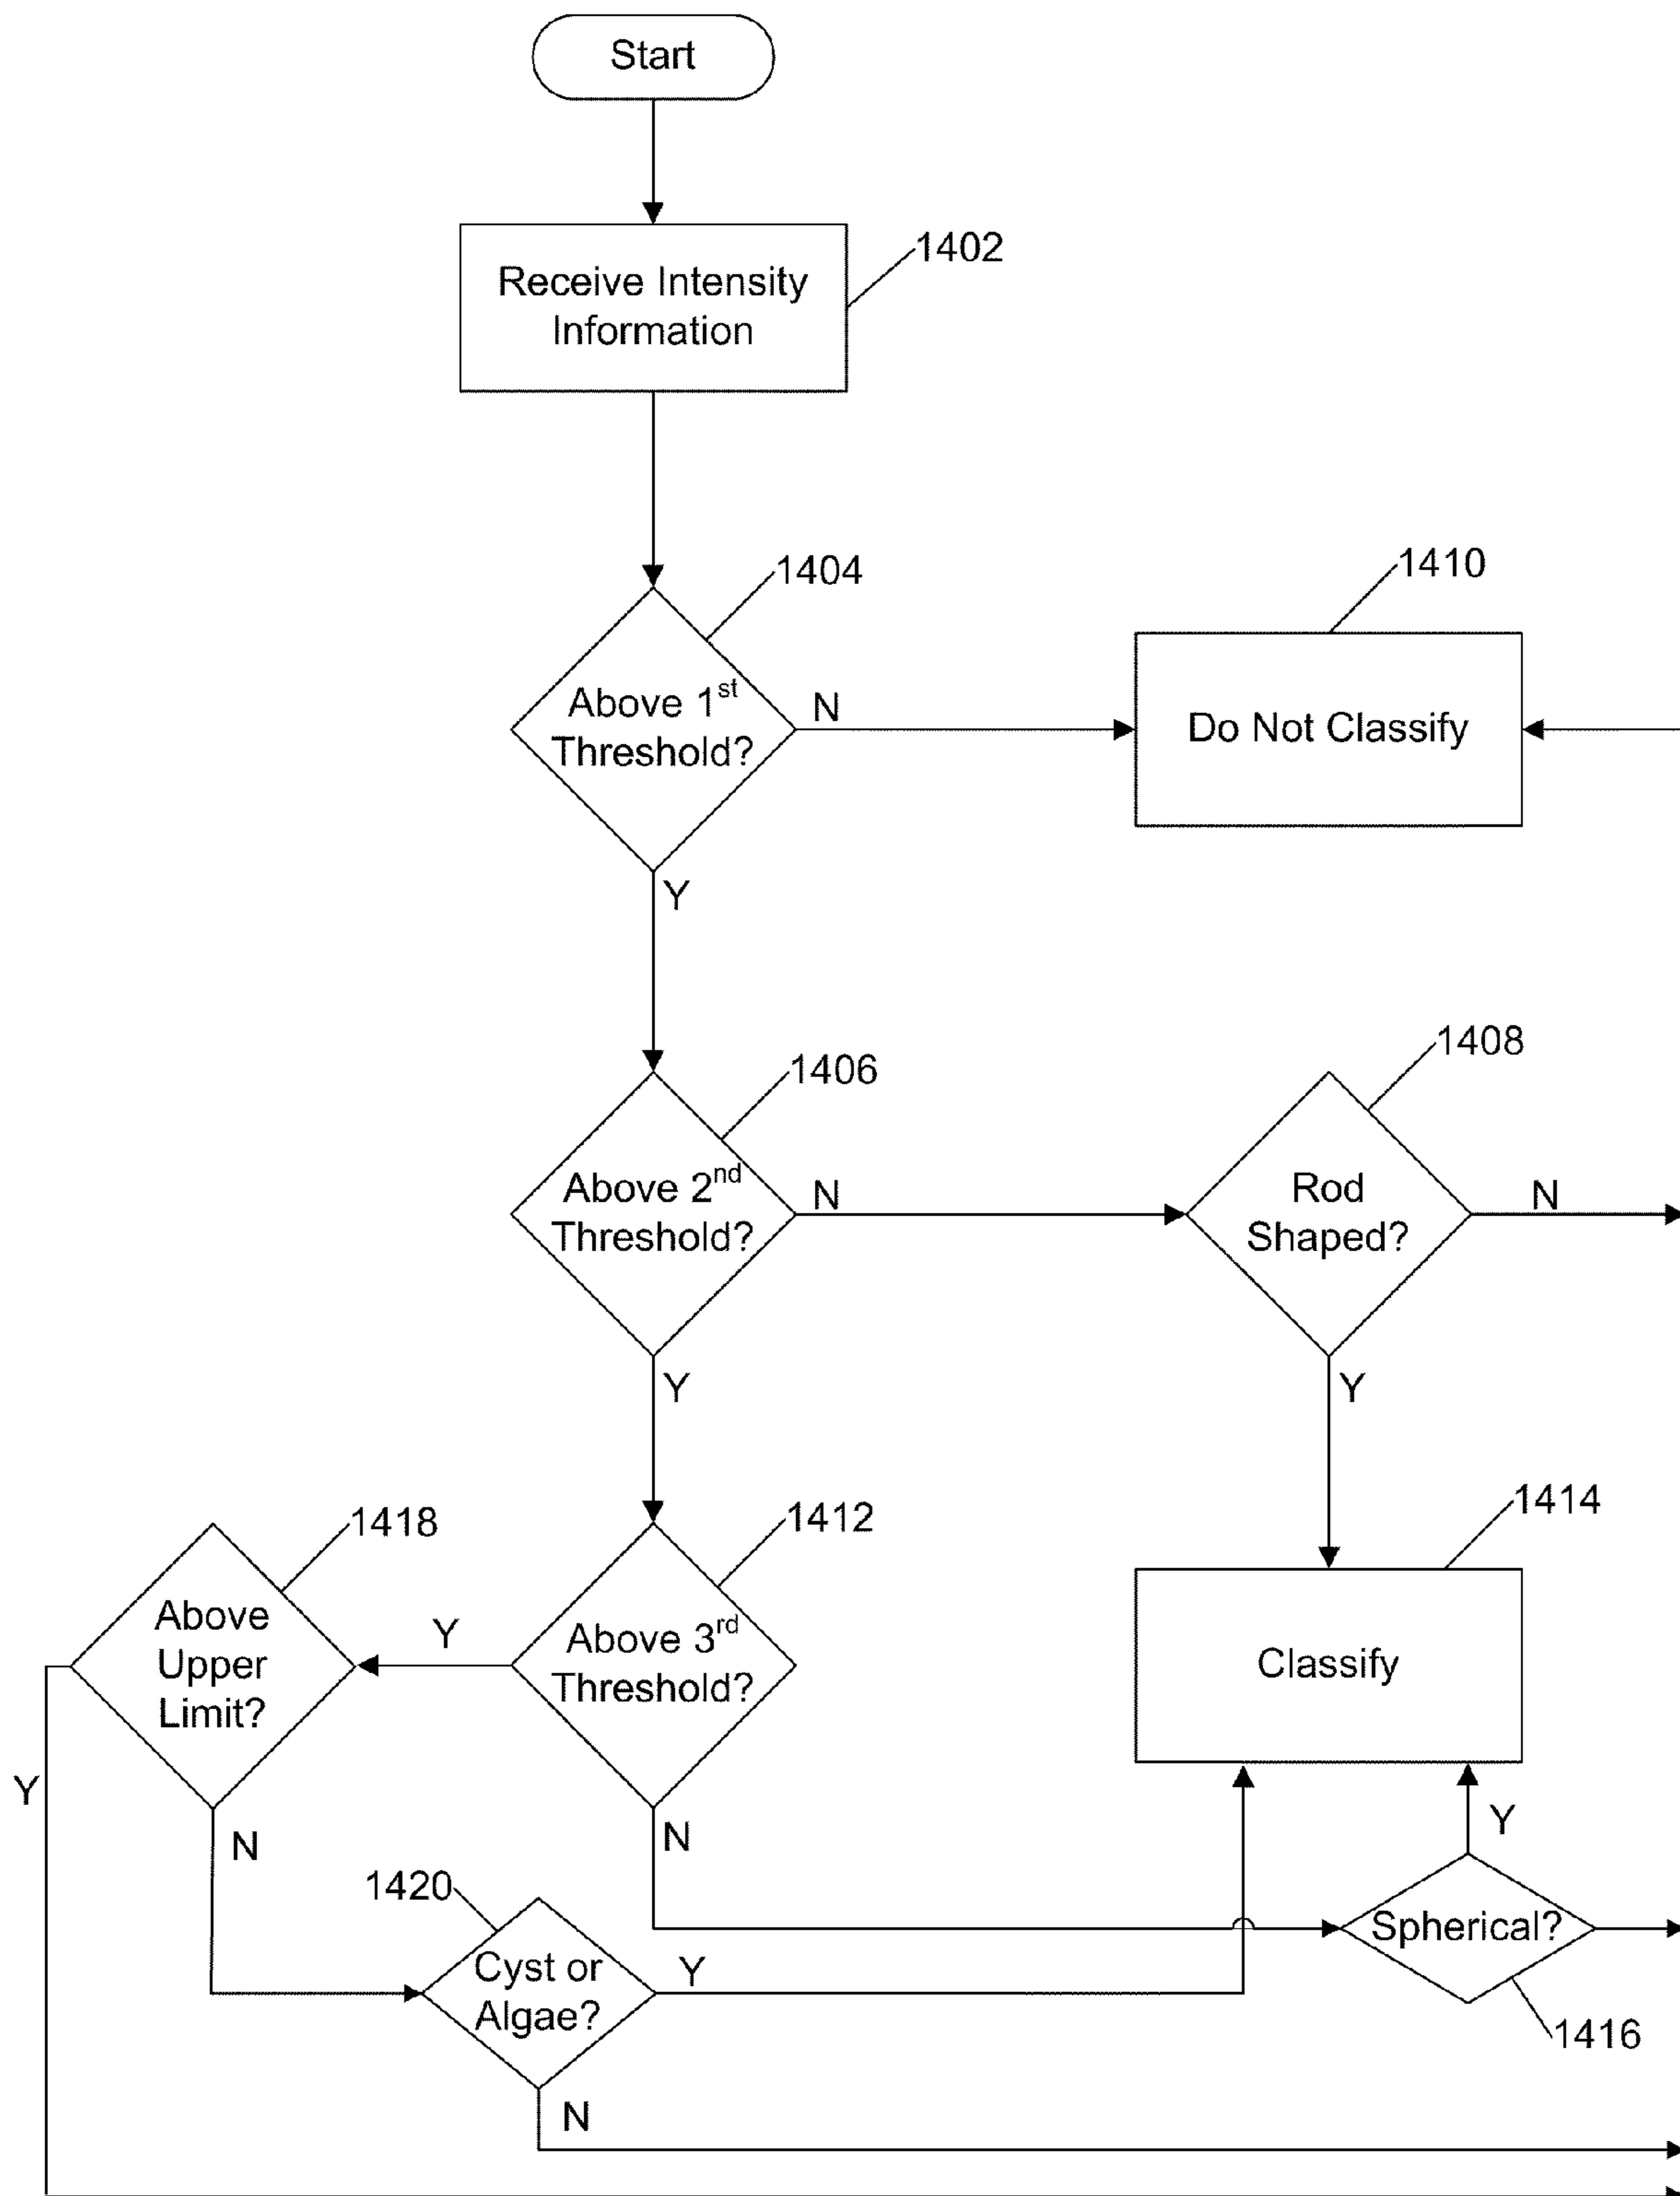 Start
Receive Intensity
Information
1402
Above 1st
Threshold?
1404
N
Y
Do Not Classify
1410
Above 2nd
Threshold?
1406
N
Y
Rod
Shaped?
1408
N
Y
Above
Upper
Limit?
1418
Y
N
Above 3rd
Threshold?
1412
Y
N
Classify
1414
Cyst or
Algae?
1420
Y
N
Spherical?
1416
Y